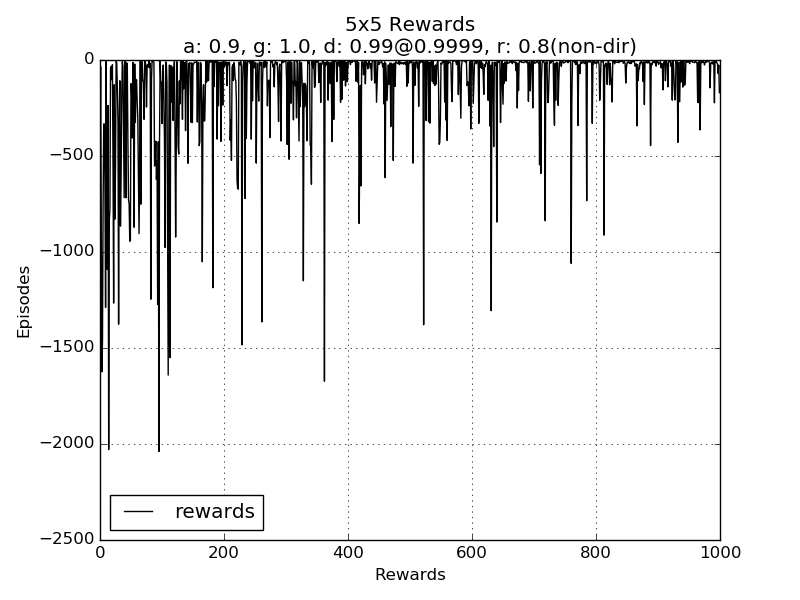 5x5 Rewards
a: 0.9, g: 1.0, d: 0.99@0.9999, r: 0.8(non-dir)
0
−500
−1000
−1500
−2000
−2500
Episodes
rewards
0 200 400 600 800 1000
Rewards